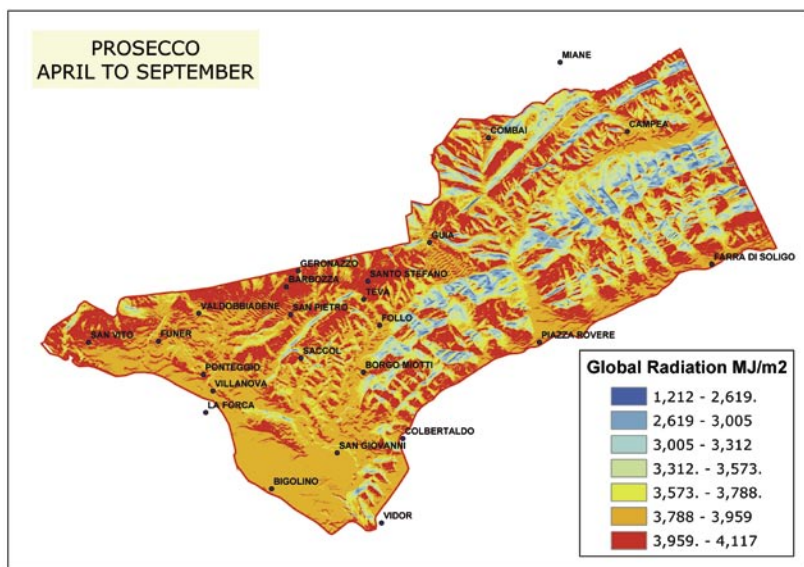 PROSECCO
APRIL TO SEPTEMBER
MIANE
COMBAI
CAMPEA
GUIA
FARRA DI SOLIGO
GERONAZZO
BARBOZZA
SANTO STEFANO
TEVA
VALDOBBIADENE
SAN PIETRO
FOLLO
SAN VITO
FUNER
PIAZZA ROVERE
SACCOL
PONTEGGIO
BORGO MIOTTI
VILLANOVA
LA FORCA
COLBERTALDO
SAN GIOVANNI
BIGOLINO
VIDOR
Global Radiation MJ/m2
1,212 - 2,619.
2,619 - 3,005
3,005 - 3,312
3,312. - 3,573.
3,573. - 3,788.
3,788 - 3,959
3,959. - 4,117